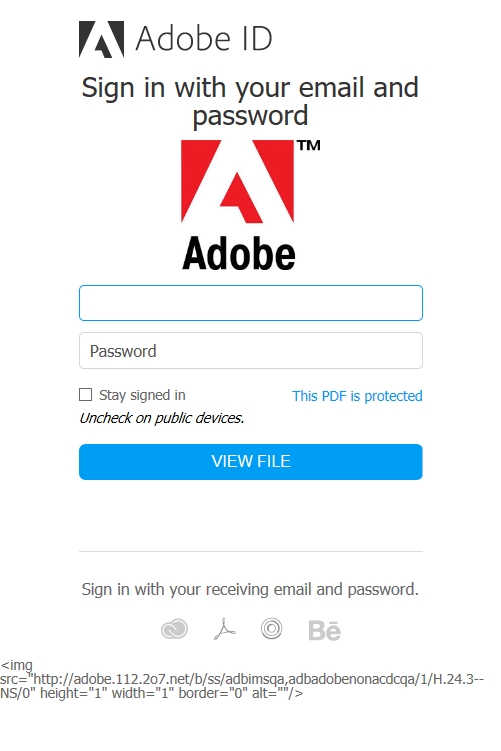 Adobe ID
Sign in with your email and
password
TM
Adobe
Password
Stay signed in
This PDF is protected
Uncheck on public devices.
VIEW FILE
Sign in with your receiving email and password.
Bē
<img
src="http://adobe.112.2o7.net/b/ss/adbimsqa,adbadobenonacdcqa/1/H.24.3--
NS/0" height="1" width="1" border="0" alt=""/>